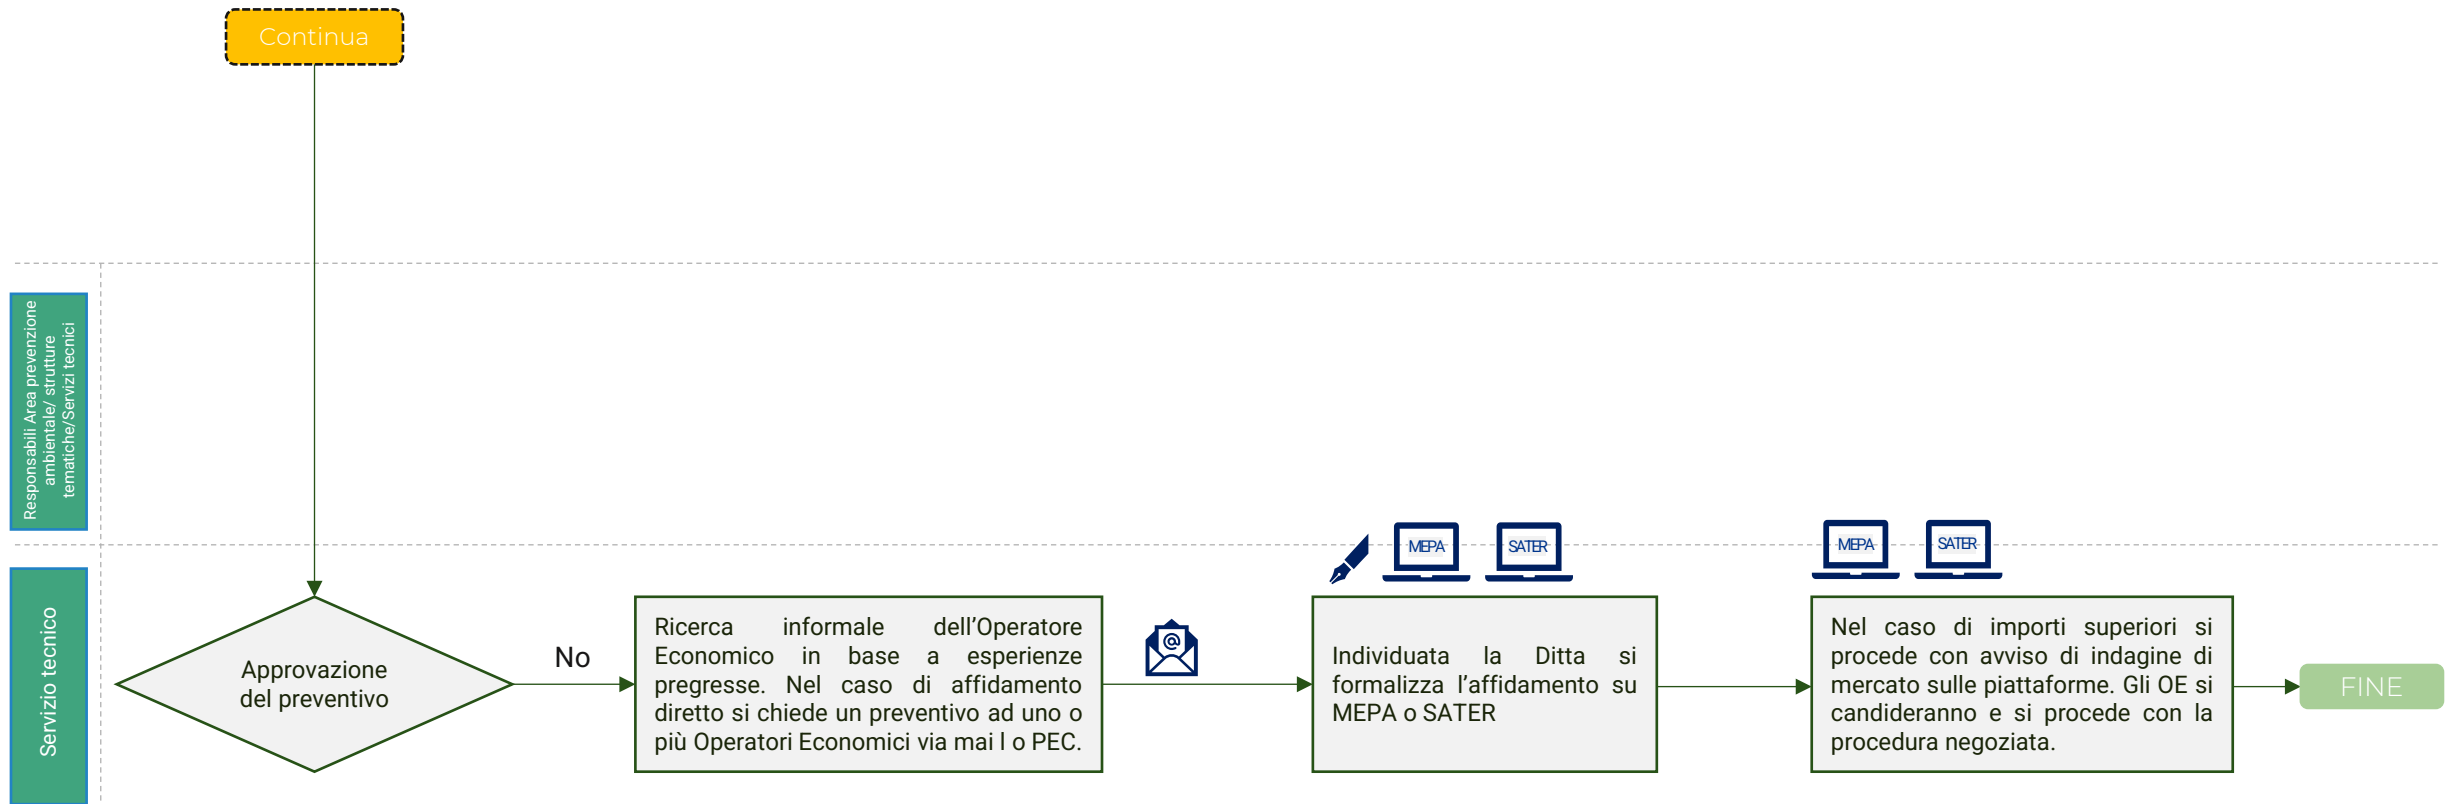 Continua
Responsabili Area prevenzione
ambientale/ strutture
tematiche/Servizi tecnici
Servizio tecnico
Approvazione
del preventivo
No
Ricerca informale dell’Operatore
Economico in base a esperienze
pregresse. Nel caso di affidamento
diretto si chiede un preventivo ad uno o
più Operatori Economici via mai l o PEC.
@
MEPA
SATER
Individuata la Ditta si
formalizza l’affidamento su
MEPA o SATER
MEPA
SATER
Nel caso di importi superiori si
procede con avviso di indagine di
mercato sulle piattaforme. Gli OE si
candideranno e si procede con la
procedura negoziata.
FINE